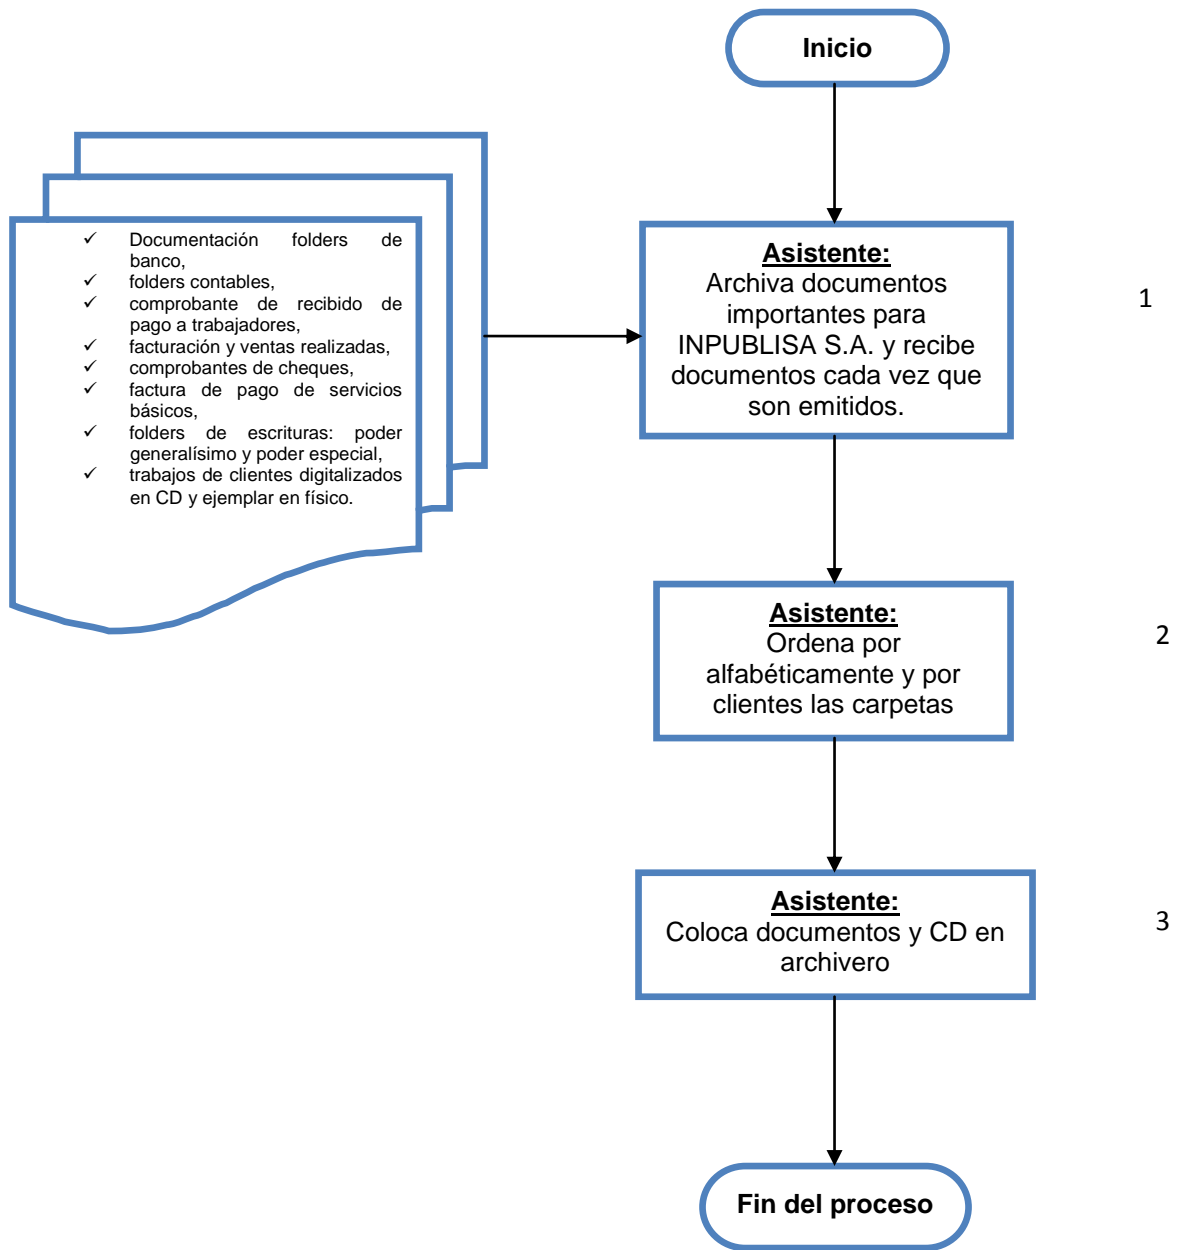 Inicio
✓ Documentación folders de
banco,
✓ folders contables,
✓ comprobante de recibido de
pago a trabajadores,
✓ facturación y ventas realizadas,
✓ comprobantes de cheques,
✓ factura de pago de servicios
básicos,
✓ folders de escrituras: poder
generalísimo y poder especial,
✓ trabajos de clientes digitalizados
en CD y ejemplar en físico.
Asistente:
Archiva documentos
importantes para
INPUBLISA S.A. y recibe
documentos cada vez que
son emitidos.
1
Asistente:
Ordena por
alfabéticamente y por
clientes las carpetas
2
Asistente:
Coloca documentos y CD en
archivero
3
Fin del proceso